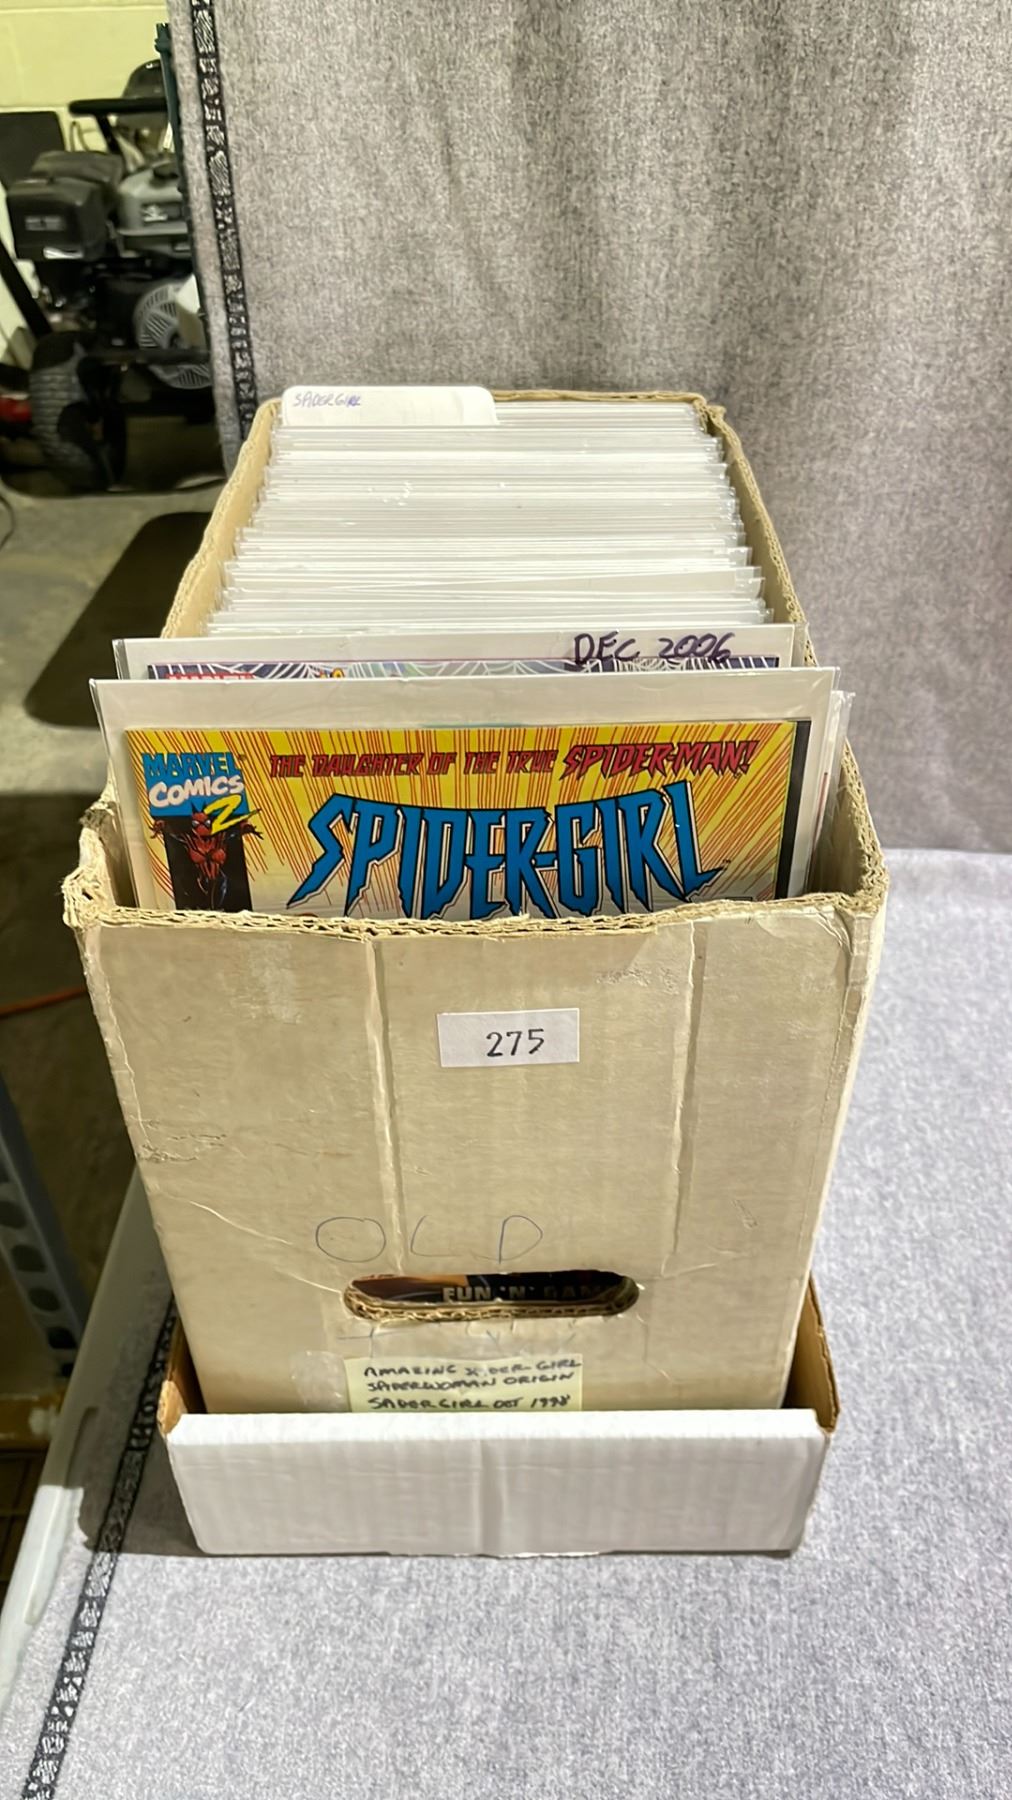 SPIDERGIRL
DEC 2006
MARVEL
COMICS
2
THE DAUGHTER OF THE TRUE SPIDER-MAN!
SPIDER-GIRL
275
OLD
FUN 'N'
AMAZING SPIDER-GIRL
SPIDERWOMAN ORIGIN
SPIDERGIRL OCT 1998